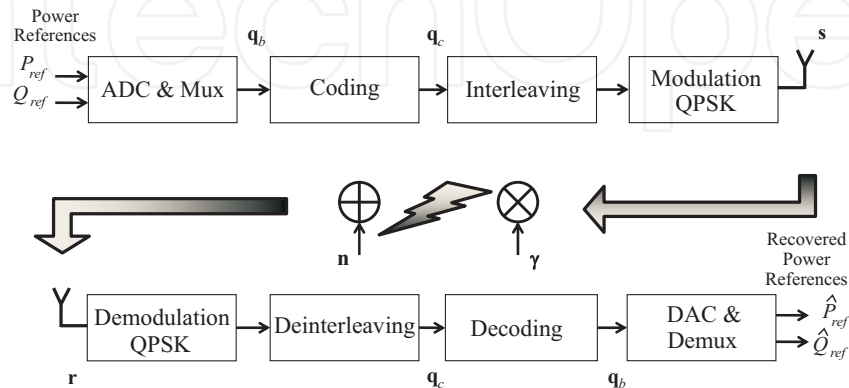 Power
References
P_ref
Q_ref
ADC & Mux
q_b
Coding
q_c
Interleaving
Modulation
QPSK
s
n
γ
Recovered
Power
References
r
Demodulation
QPSK
Deinterleaving
q_c
Decoding
q_b
DAC &
Demux
P̂_ref
Q̂_ref